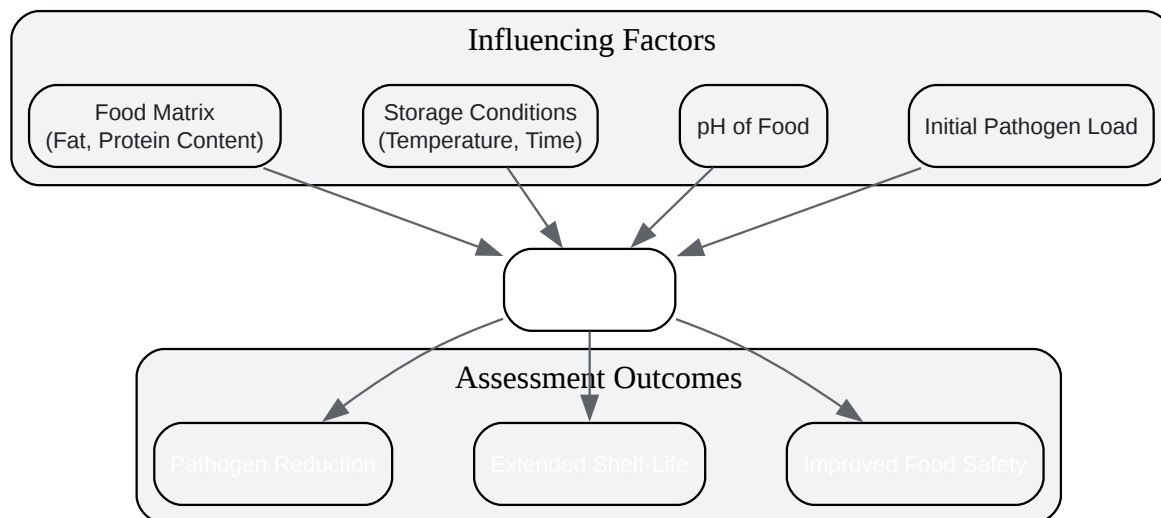 Influencing Factors
Food Matrix
(Fat, Protein Content)
Storage Conditions
(Temperature, Time)
pH of Food
Initial Pathogen Load
Assessment Outcomes
Pathogen Reduction
Extended Shelf-Life
Improved Food Safety